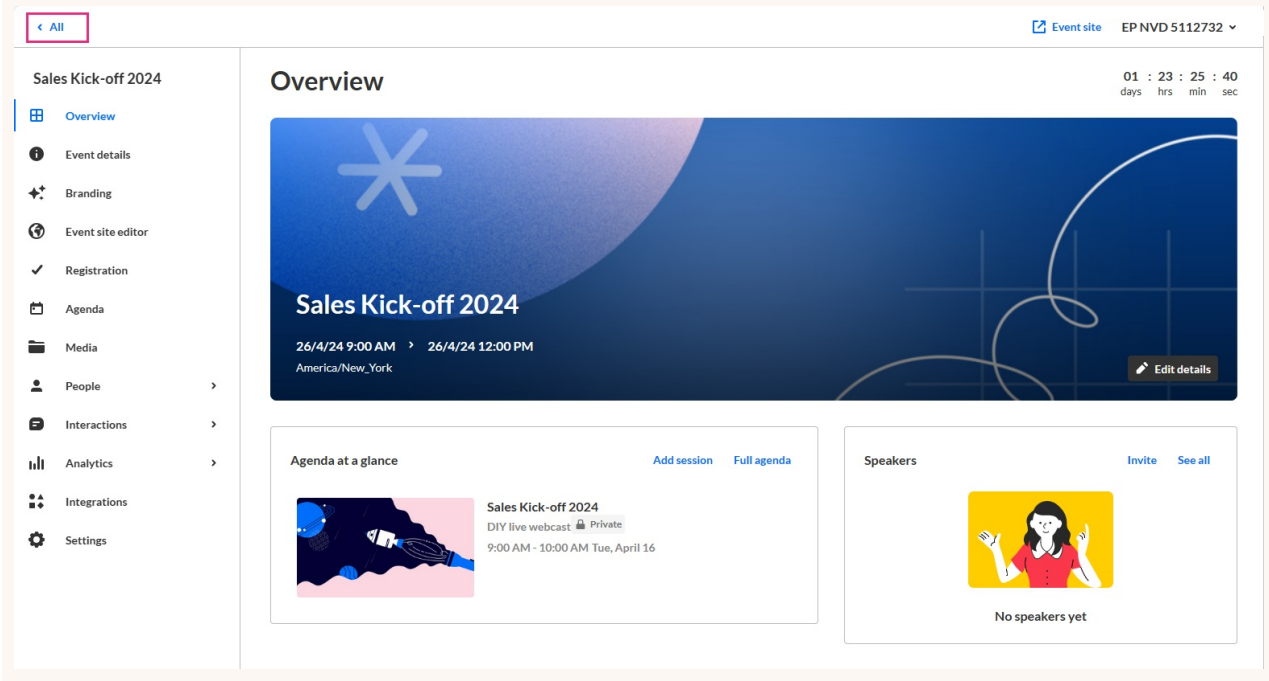 All
Event site EP NVD 5112732
Sales Kick-off 2024
Overview
Event details
Branding
Event site editor
Registration
Agenda
Media
People
Interactions
Analytics
Integrations
Settings
Overview
01 : 23 : 25 : 40
days hrs min sec
Sales Kick-off 2024
26/4/24 9:00 AM > 26/4/24 12:00 PM
America/New_York
Edit details
Agenda at a glance Add session Full agenda
Sales Kick-off 2024
DIY live webcast Private
9:00 AM - 10:00 AM Tue, April 16
Speakers Invite See all
No speakers yet